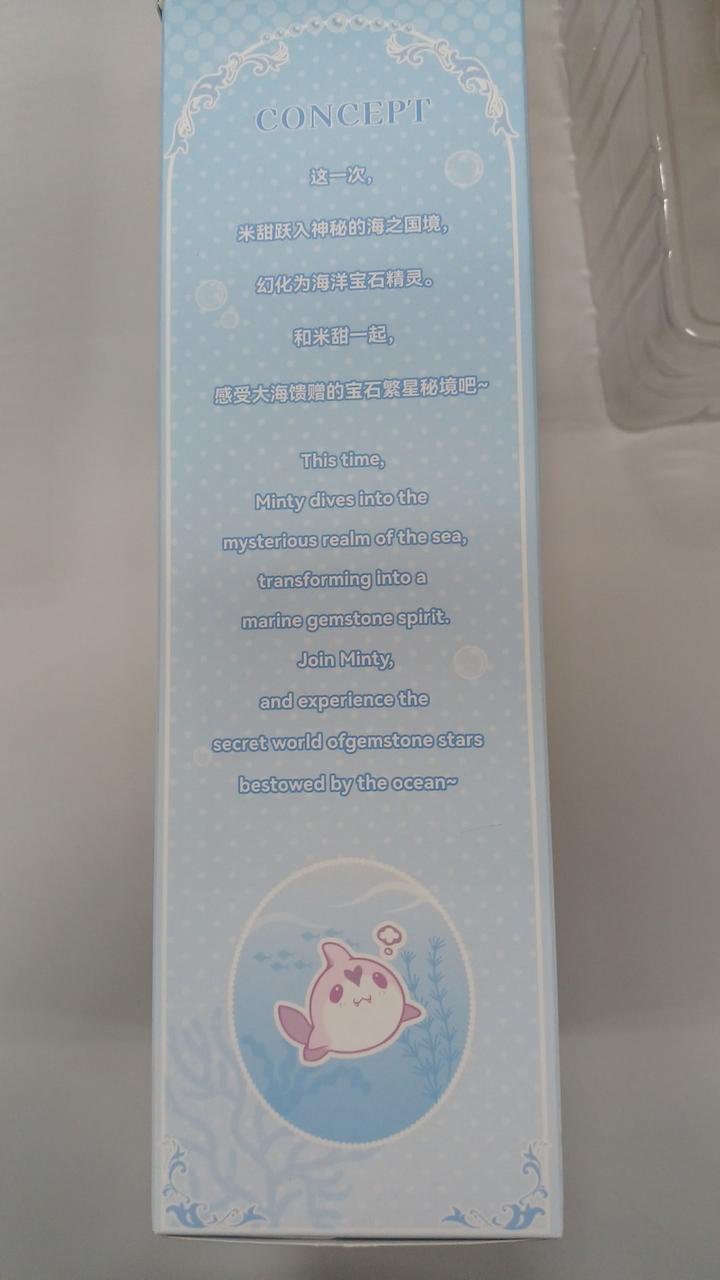 CONCEPT
这一次,
米甜跃入神秘的海之国境,
幻化为海洋宝石精灵。
和米甜一起,
感受大海馈赠的宝石繁星秘境吧~
This time,
Minty dives into the
mysterious realm of the sea,
transforming into a
marine gemstone spirit.
Join Minty,
and experience the
secret world ofgemstone stars
bestowed by the ocean~